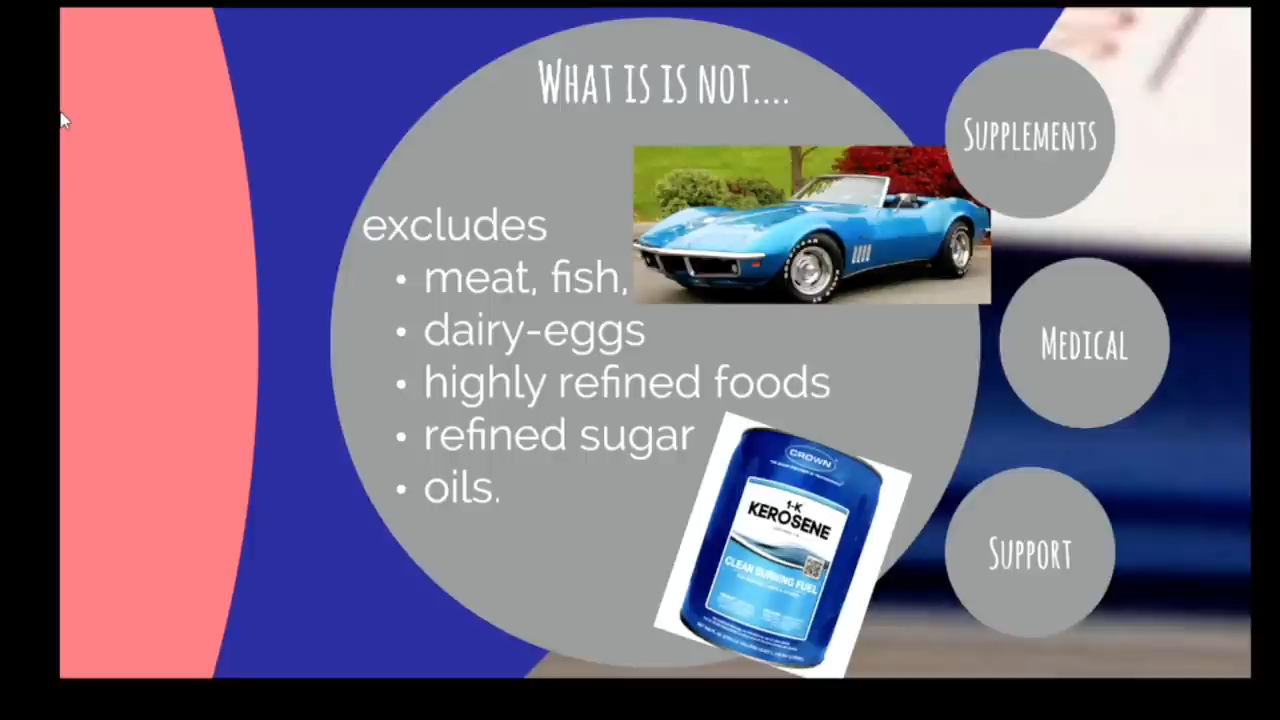 What is is not....
excludes
• meat, fish,
• dairy-eggs
• highly refined foods
• refined sugar
• oils.
Supplements
Medical
Support
CROWN
1-K
KEROSENE
CLEAN BURNING FUEL